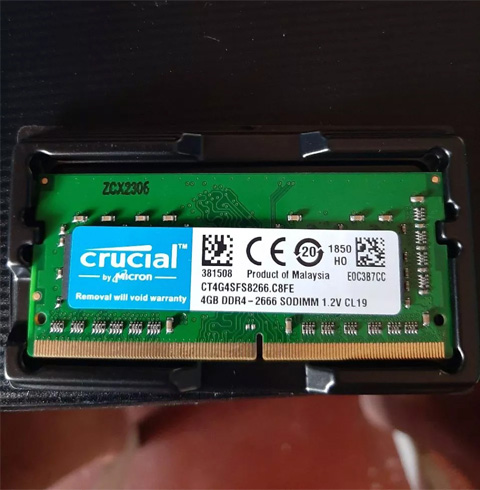 ZCX2306
crucial™
by Micron
Removal will void warranty
381508
CE
20
1850
HO
Product of Malaysia
E0C3B7CC
CT4G4SFS8266.C8FE
4GB DDR4-2666 SODIMM 1.2V CL19